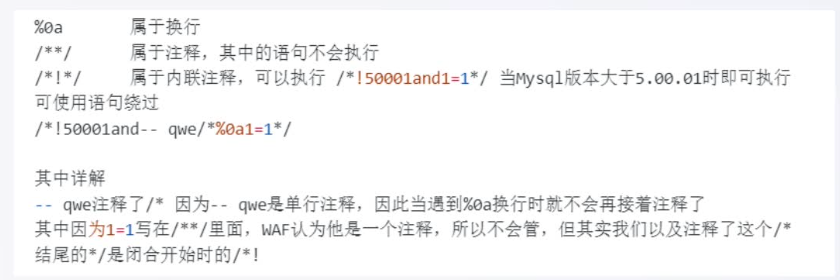 %0a 属于换行
/**/ 属于注释，其中的语句不会执行
/*!*/ 属于内联注释，可以执行 /*!50001and1=1*/ 当Mysql版本大于5.00.01时即可执行
可使用语句绕过
/*!50001and-- qwe/*%0a1=1*/
其中详解
-- qwe注释了/* 因为-- qwe是单行注释，因此当遇到%0a换行时就不会再接着注释了
其中因为1=1写在/**/里面，WAF认为他是一个注释，所以不会管，但其实我们以及注释了这个/*
结尾的*/是闭合开始时的/*!